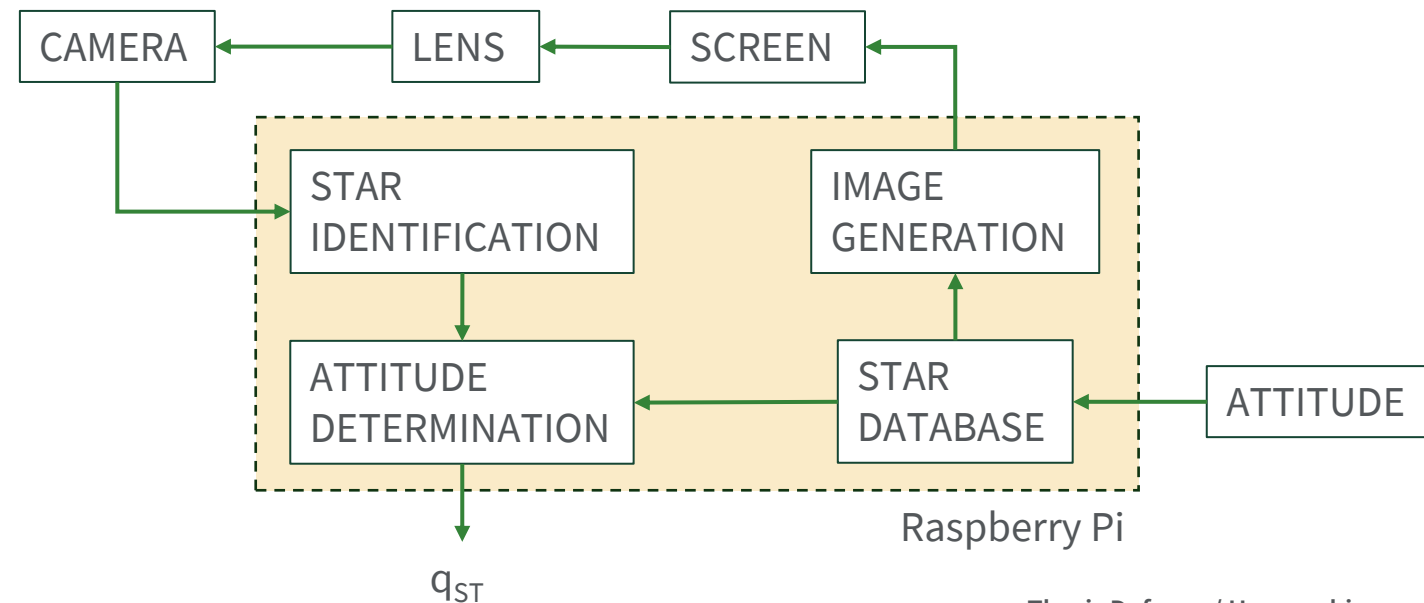 CAMERA
LENS
SCREEN
STAR
IDENTIFICATION
IMAGE
GENERATION
ATTITUDE
DETERMINATION
STAR
DATABASE
ATTITUDE
Raspberry Pi
qST